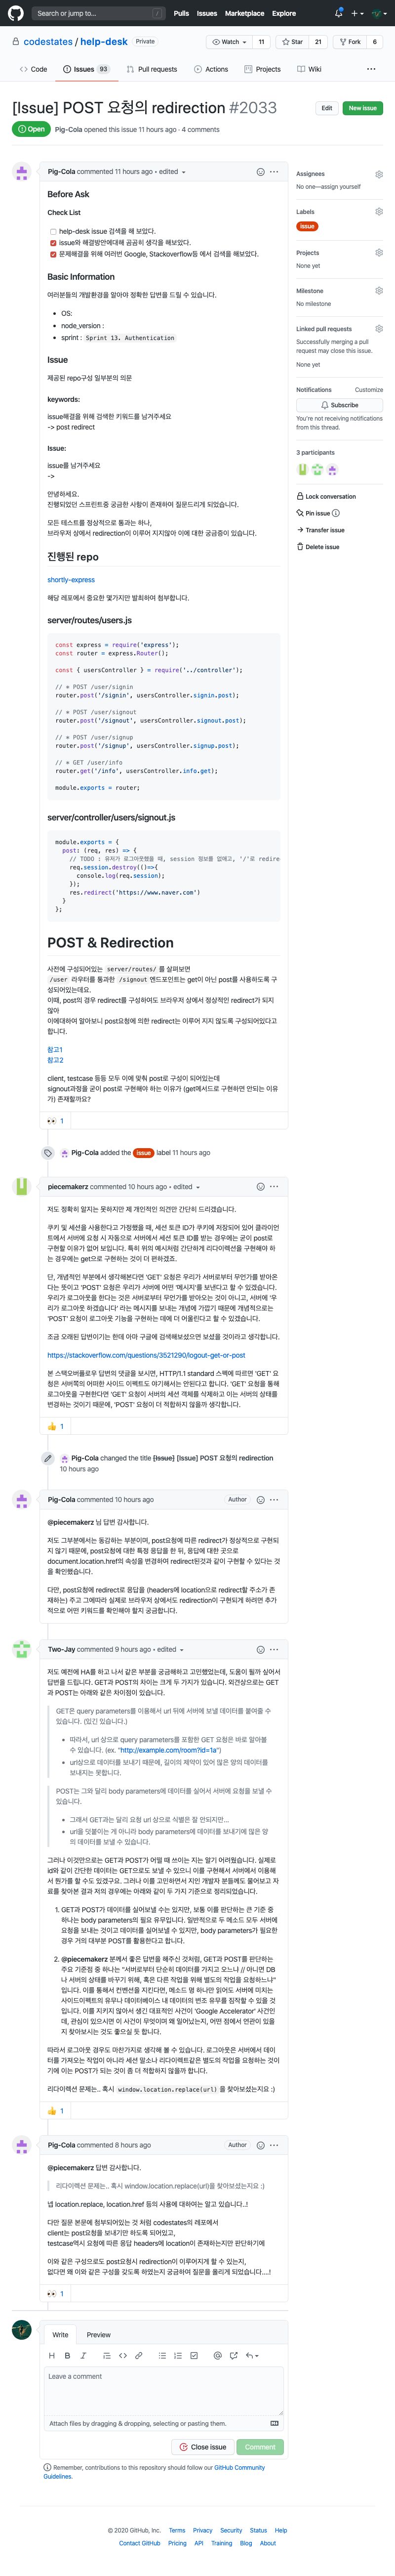 Search or jump to...
/
Pulls Issues Marketplace Explore
codestates / help-desk Private
Watch 11 Star 21 Fork 6
Code Issues 93 Pull requests Actions Projects Wiki
[Issue] POST 요청의 redirection #2033
Edit New issue
Open Pig-Cola opened this issue 11 hours ago · 4 comments
Pig-Cola commented 11 hours ago • edited
Before Ask
Check List
help-desk issue 검색을 해 보았다.
issue와 해결방안에대해 곰곰히 생각을 해보았다.
문제해결을 위해 여러번 Google, Stackoverflow등 에서 검색을 해보았다.
Basic Information
여러분들의 개발환경을 알아야 정확한 답변을 드릴 수 있습니다.
OS:
node_version :
sprint : Sprint 13. Authentication
Issue
제공된 repo구성 일부분의 의문
keywords:
issue해결을 위해 검색한 키워드를 남겨주세요
-> post redirect
Issue:
issue를 남겨주세요
->
안녕하세요.
진행되었던 스프린트중 궁금한 사항이 존재하여 질문드리게 되었습니다.
모든 테스트를 정상적으로 통과는 하나,
브라우저 상에서 redirection이 이루어 지지않아 이에 대한 궁금증이 있습니다.
진행된 repo
shortly-express
해당 레포에서 중요한 몇가지만 발췌하여 첨부합니다.
server/routes/users.js
const express = require('express');
const router = express.Router();
const { usersController } = require('../controller');
// * POST /user/signin
router.post('/signin', usersController.signin.post);
// * POST /user/signout
router.post('/signout', usersController.signout.post);
// * POST /user/signup
router.post('/signup', usersController.signup.post);
// * GET /user/info
router.get('/info', usersController.info.get);
module.exports = router;
server/controller/users/signout.js
module.exports = {
post: (req, res) => {
// TODO : 유저가 로그아웃했을 때, session 정보를 없애고, '/'로 redire
req.session.destroy(()=>{
console.log(req.session);
});
res.redirect('https://www.naver.com')
}
};
POST & Redirection
사전에 구성되어있는 server/routes/ 를 살펴보면
/user 라우터를 통과한 /signout 엔드포인트는 get이 아닌 post를 사용하도록 구
성되어있는데요.
이때, post의 경우 redirect를 구성하여도 브라우저 상에서 정상적인 redirect가 되지
않아
이에대하여 알아보니 post요청에 의한 redirect는 이루어 지지 않도록 구성되어있다고
합니다.
참고1
참고2
client, testcase 등등 모두 이에 맞춰 post로 구성이 되어있는데
signout과정을 굳이 post로 구현해야 하는 이유가 (get메서드로 구현하면 안되는 이유
가) 존재할까요?
1
Pig-Cola added the issue label 11 hours ago
piecemakerz commented 10 hours ago • edited
저도 정확히 알지는 못하지만 제 개인적인 의견만 간단히 드리겠습니다.
쿠키 및 세션을 사용한다고 가정했을 때, 세션 토큰 ID가 쿠키에 저장되어 있어 클라이언
트에서 서버에 요청 시 자동으로 서버에서 세션 토큰 ID를 받는 경우에는 굳이 post로
구현할 이유가 없어 보입니다. 특히 위의 예시처럼 간단하게 리다이렉션을 구현해야 하
는 경우에는 get으로 구현하는 것이 더 편하겠죠.
단, 개념적인 부분에서 생각해본다면 'GET' 요청은 우리가 서버로부터 무언가를 받아온
다는 뜻이고 'POST' 요청은 우리가 서버에 어떤 '메시지'를 보낸다고 할 수 있겠습니다.
우리가 로그아웃을 한다는 것은 서버로부터 무언가를 받아오는 것이 아니고, 서버에 '우
리가 로그아웃 하겠습니다' 라는 메시지를 보내는 개념에 가깝기 때문에 개념적으로는
'POST' 요청이 로그아웃 기능을 구현하는 데에 더 어울린다고 할 수 있겠습니다.
조금 오래된 답변이기는 한데 아마 구글에 검색해보셨으면 보셨을 것이라고 생각합니다.
https://stackoverflow.com/questions/3521290/logout-get-or-post
본 스택오버플로우 답변의 댓글을 보시면, HTTP/1.1 standard 스펙에 따르면 'GET' 요
청은 서버쪽의 어떠한 사이드 이펙트도 야기해서는 안된다고 합니다. 'GET' 요청을 통해
로그아웃을 구현한다면 'GET' 요청이 서버의 세션 객체를 삭제하고 이는 서버의 상태를
변경하는 것이기 때문에, 'POST' 요청이 더 적합하지 않을까 생각합니다.
1
Pig-Cola changed the title [Issue] [Issue] POST 요청의 redirection
10 hours ago
Pig-Cola commented 10 hours ago Author
@piecemakerz 님 답변 감사합니다.
저도 그부분에서는 동감하는 부분이며, post요청에 따른 redirect가 정상적으로 구현되
지 않기 때문에, post요청에 대한 특정 응답을 한 뒤, 응답에 대한 곳으로
document.location.href의 속성을 변경하여 redirect된것과 같이 구현할 수 있다는 것
을 확인했습니다.
다만, post요청에 redirect로 응답을 (headers에 location으로 redirect할 주소가 존
재하는) 주고 그에따라 실제로 브라우저 상에서도 redirection이 구현되게 하려면 추가
적으로 어떤 키워드를 확인해야 할지 궁금합니다.
Two-Jay commented 9 hours ago • edited
저도 예전에 HA를 하고 나서 같은 부분을 궁금해하고 고민했었는데, 도움이 될까 싶어서
답변을 드립니다. GET과 POST의 차이는 크게 두 가지가 있습니다. 외견상으로는 GET
과 POST는 아래와 같은 차이점이 있습니다.
GET은 query parameters를 이용해서 url 뒤에 서버에 보낼 데이터를 붙여줄 수
있습니다. (있긴 있습니다.)
따라서, url 상으로 query parameters를 포함한 GET 요청은 바로 알아볼
수 있습니다. (ex. "http://example.com/room?id=1a")
url상으로 데이터를 보내기 때문에, 길이의 제약이 있어 많은 양의 데이터를
보내지는 못합니다.
POST는 그와 달리 body parameters에 데이터를 실어서 서버에 요청을 보낼 수
있습니다.
그래서 GET과는 달리 요청 url 상으로 식별은 잘 안되지만...
url을 덧붙이는 게 아니라 body parameters에 데이터를 보내기에 많은 양
의 데이터를 보낼 수 있습니다.
그러나 이것만으로는 GET과 POST가 어떨 때 쓰이는 지는 알기 어려웠습니다. 실제로
id와 같이 간단한 데이터는 GET으로도 보낼 수 있으니 이를 구현해서 서버에서 이용해
서 뭔가를 할 수도 있겠구요. 그러나 이를 고민하면서 지인 개발자 분들께도 물어보고 자
료를 찾아본 결과 저의 경우에는 아래와 같이 두 가지 기준으로 정리되었습니다.
1. GET과 POST가 데이터를 실어보낼 수는 있지만, 보통 이를 판단하는 큰 기준 중
하나는 body parameters의 필요 유무입니다. 일반적으로 두 메소드 모두 서버에
요청을 보내는 것이고 데이터를 실어보낼 수 있지만, body parameters가 필요한
경우 거의 대부분 POST를 활용한다고 합니다.
2. @piecemakerz 분께서 좋은 답변을 해주신 것처럼, GET과 POST를 판단하는
주요 기준점 중 하나는 "서버로부터 단순히 데이터를 가지고 오느냐 // 아니면 DB
나 서버의 상태를 바꾸기 위해, 혹은 다른 작업을 위해 별도의 작업을 요청하느냐"
입니다. 이를 통해서 컨벤션을 지킨다면, 메소드 명 하나만 읽어도 서버에 미치는
사이드이펙트의 유무나 데이터베이스 내 데이터의 변조 유무를 짐작할 수 있을 것
입니다. 이를 지키지 않아서 생긴 대표적인 사건이 'Google Accelerator' 사건인
데, 관심이 있으시면 이 사건이 무엇이며 왜 일어났는지, 어떤 점에서 연관이 있을
지 찾아보시는 것도 좋으실 듯 합니다.
따라서 로그아웃 경우도 마찬가지로 생각해 볼 수 있습니다. 로그아웃은 서버에서 데이
터를 가져오는 작업이 아니라 세션 말소나 리다이렉트같은 별도의 작업을 요청하는 것이
기에 이는 POST가 되는 것이 좀 더 적합하지 않을까 합니다.
리다이렉션 문제는.. 혹시 window.location.replace(url) 을 찾아보셨는지요 :)
1
Pig-Cola commented 8 hours ago Author
@piecemakerz 답변 감사합니다.
리다이렉션 문제는.. 혹시 window.location.replace(url)을 찾아보셨는지요 :)
넵 location.replace, location.href 등의 사용에 대하여는 알고 있습니다..!
다만 질문 본문에 첨부되어있는 것 처럼 codestates의 레포에서
client는 post요청을 보내기만 하도록 되어있고,
testcase역시 요청에 따른 응답 headers에 location이 존재하는지만 판단하기에
이와 같은 구성으로도 post요청시 redirection이 이루어지게 할 수 있는지,
없다면 왜 이와 같은 구성을 갖도록 하였는지 궁금하여 질문을 올리게 되었습니다....!
1
Write Preview
Leave a comment
Attach files by dragging & dropping, selecting or pasting them.
Close issue Comment
Remember, contributions to this repository should follow our GitHub Community
Guidelines.
Assignees
No one—assign yourself
Labels
issue
Projects
None yet
Milestone
No milestone
Linked pull requests
Successfully merging a pull
request may close this issue.
None yet
Notifications Customize
Subscribe
You're not receiving notifications
from this thread.
3 participants
Lock conversation
Pin issue
Transfer issue
Delete issue
© 2020 GitHub, Inc. Terms Privacy Security Status Help
Contact GitHub Pricing API Training Blog About